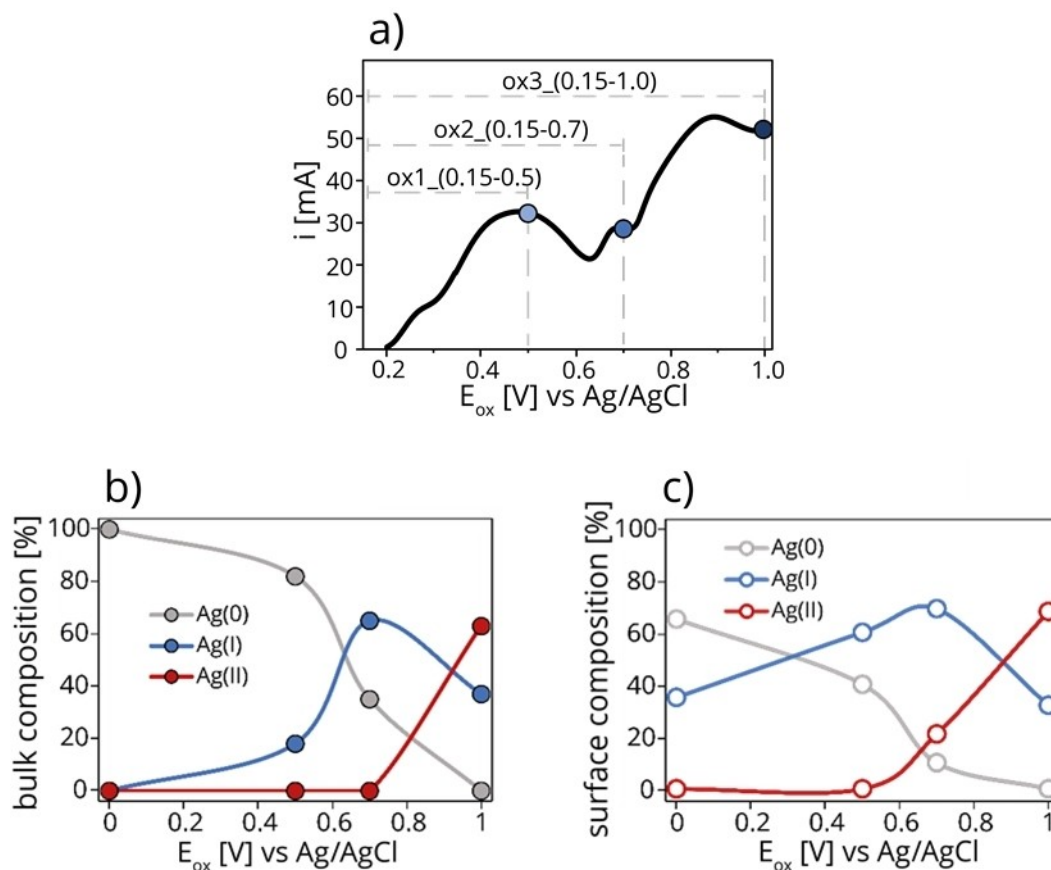 a)
ox3_(0.15-1.0)
ox2_(0.15-0.7)
ox1_(0.15-0.5)
i [mA]
60
50
40
30
20
10
0
0.2 0.4 0.6 0.8 1.0
E_ox [V] vs Ag/AgCl
b)
bulk composition [%]
100
80
60
40
20
0
Ag(0)
Ag(I)
Ag(II)
0 0.2 0.4 0.6 0.8 1
E_ox [V] vs Ag/AgCl
c)
surface composition [%]
100
80
60
40
20
0
Ag(0)
Ag(I)
Ag(II)
0 0.2 0.4 0.6 0.8 1
E_ox [V] vs Ag/AgCl